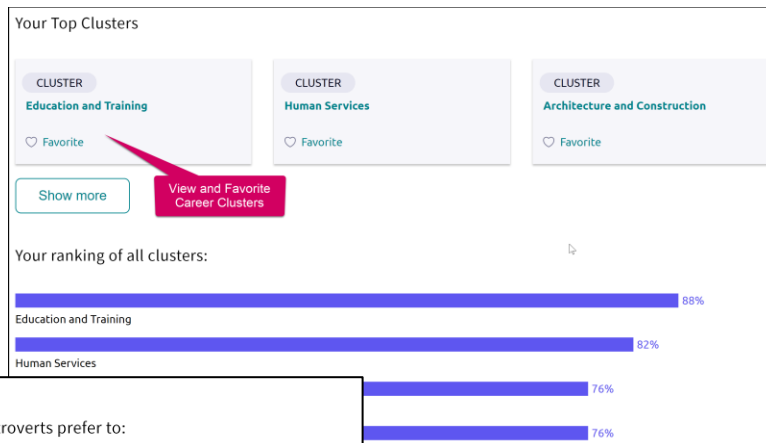 Your Top Clusters
CLUSTER
Education and Training
Favorite
CLUSTER
Human Services
Favorite
CLUSTER
Architecture and Construction
Favorite
Show more
View and Favorite
Career Clusters
Your ranking of all clusters:
88%
Education and Training
82%
Human Services
76%
76%
prefer to: